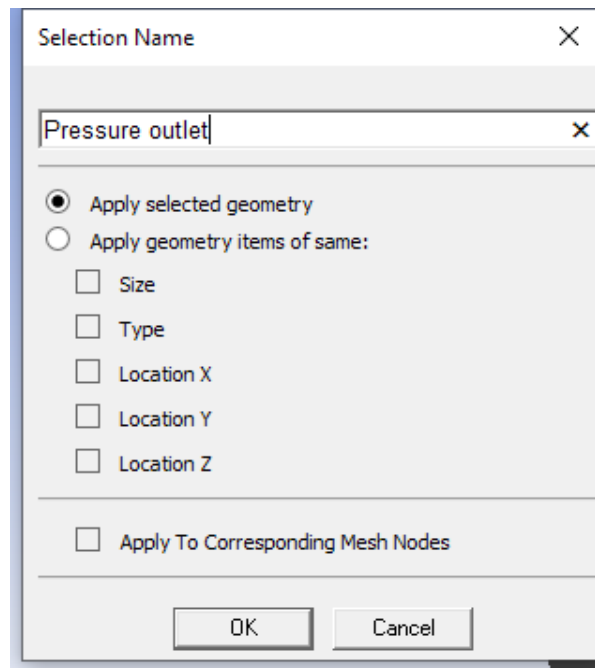 Selection Name
Pressure outlet
Apply selected geometry
Apply geometry items of same:
Size
Type
Location X
Location Y
Location Z
Apply To Corresponding Mesh Nodes
OK
Cancel